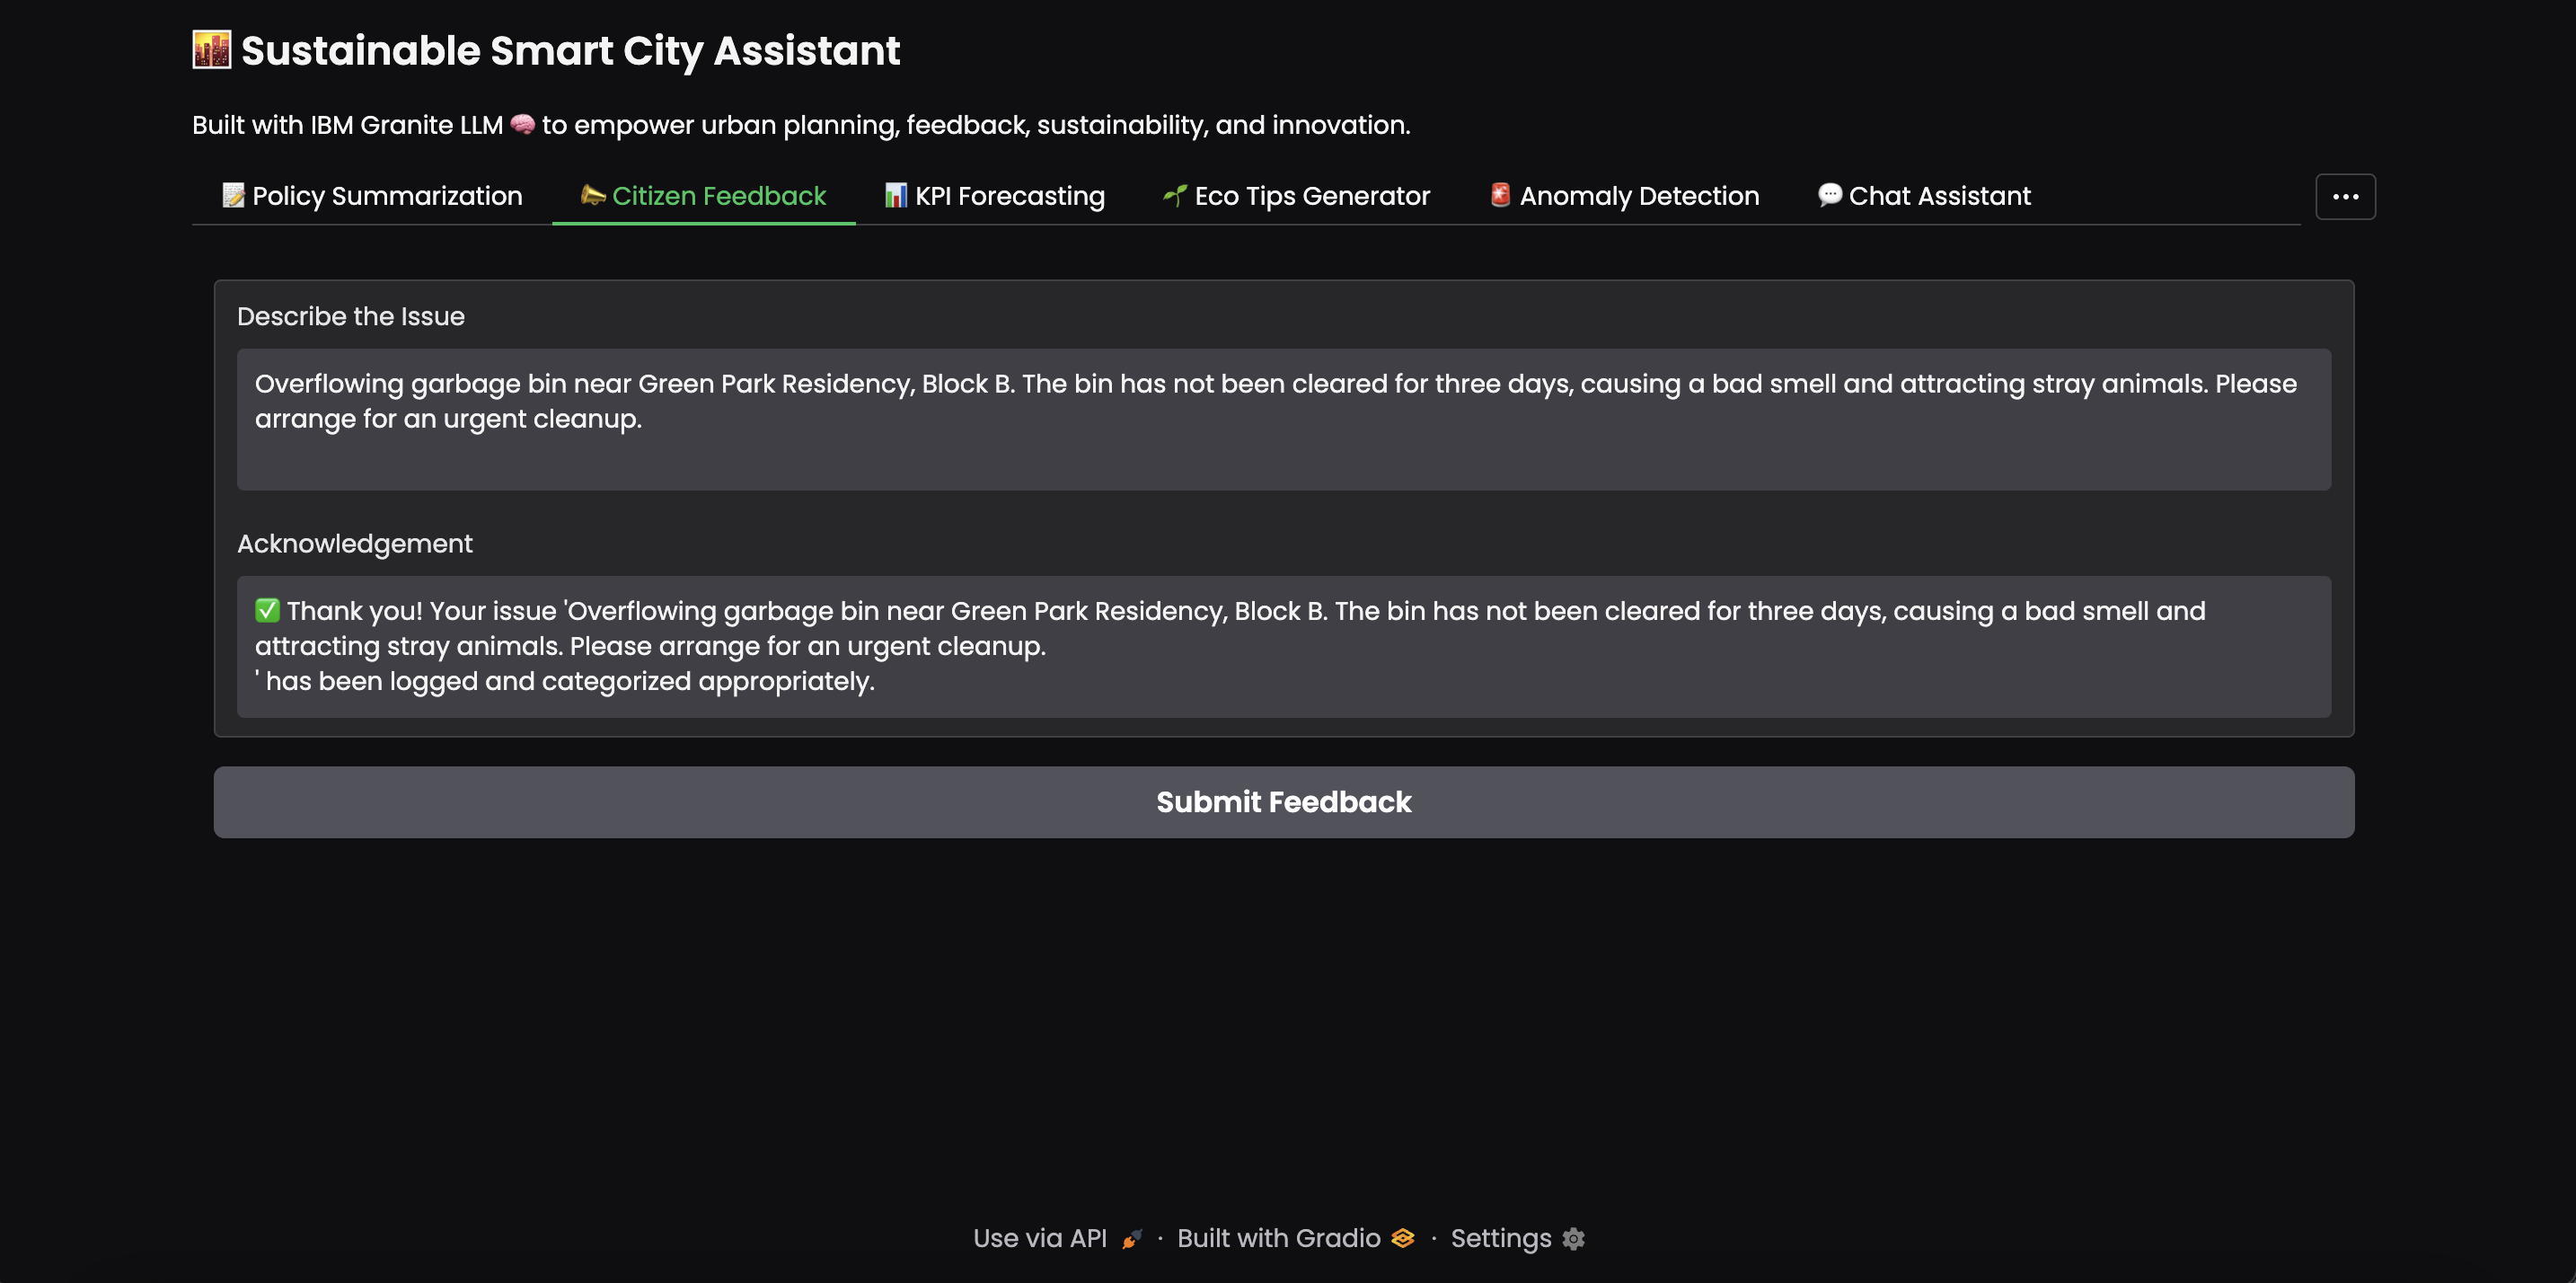 🌇 Sustainable Smart City Assistant
Built with IBM Granite LLM 🧠 to empower urban planning, feedback, sustainability, and innovation.
📝 Policy Summarization 📣 Citizen Feedback 📊 KPI Forecasting 🌱 Eco Tips Generator 🚨 Anomaly Detection 💬 Chat Assistant
Describe the Issue
Overflowing garbage bin near Green Park Residency, Block B. The bin has not been cleared for three days, causing a bad smell and attracting stray animals. Please
arrange for an urgent cleanup.
Acknowledgement
✅ Thank you! Your issue 'Overflowing garbage bin near Green Park Residency, Block B. The bin has not been cleared for three days, causing a bad smell and
attracting stray animals. Please arrange for an urgent cleanup.
' has been logged and categorized appropriately.
Submit Feedback
Use via API 🚀 · Built with Gradio · Settings ⚙️